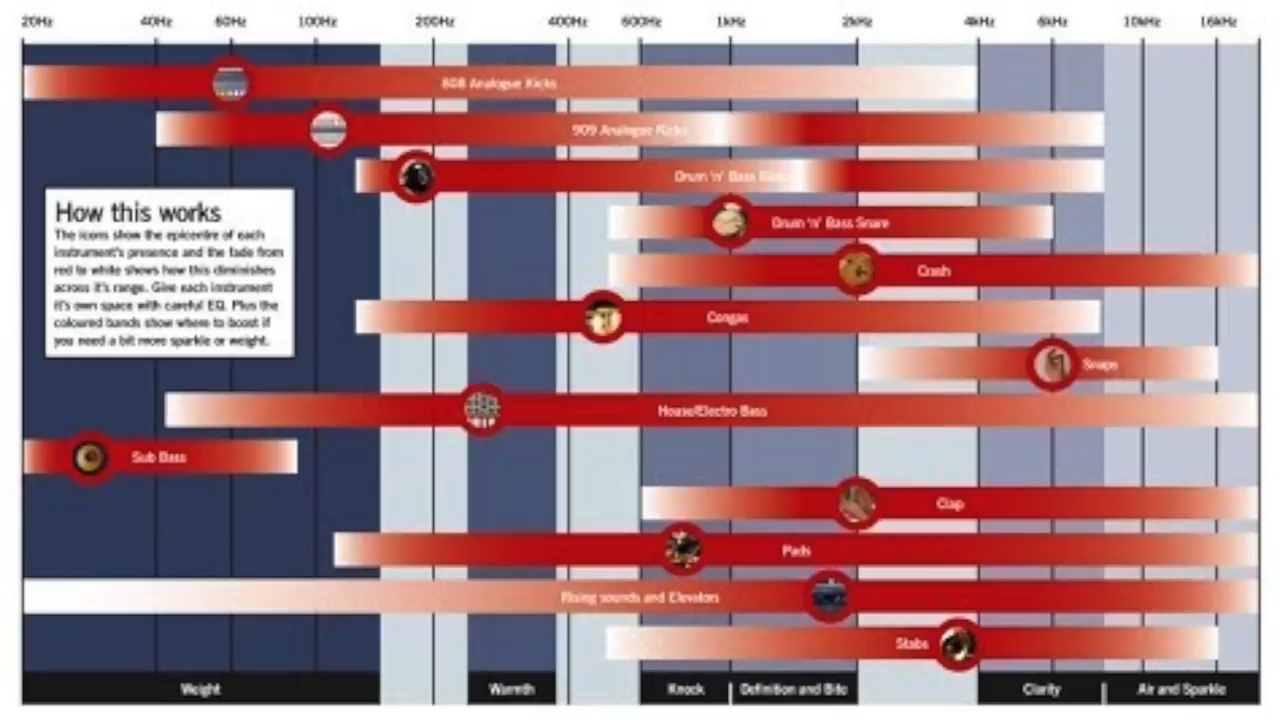 20Hz 40Hz 60Hz 100Hz 200Hz 400Hz 600Hz 1kHz 2kHz 4kHz 6kHz 10kHz 16kHz
808 Analogue Kicks
909 Analogue Kicks
Drum 'n' Bass Kicks
How this works
The icons show the epicentre of each
instrument's presence and the fade from
red to white shows how this diminishes
across it's range. Give each instrument
it's own space with careful EQ. Plus the
coloured bands show where to boost if
you need a bit more sparkle or weight.
Drum 'n' Bass Snare
Crash
Congas
Snaps
House/Electro Bass
Sub Bass
Clap
Pads
Rising sounds and Elevators
Stabs
Weight Warmth Knock Definition and Bite Clarity Air and Sparkle